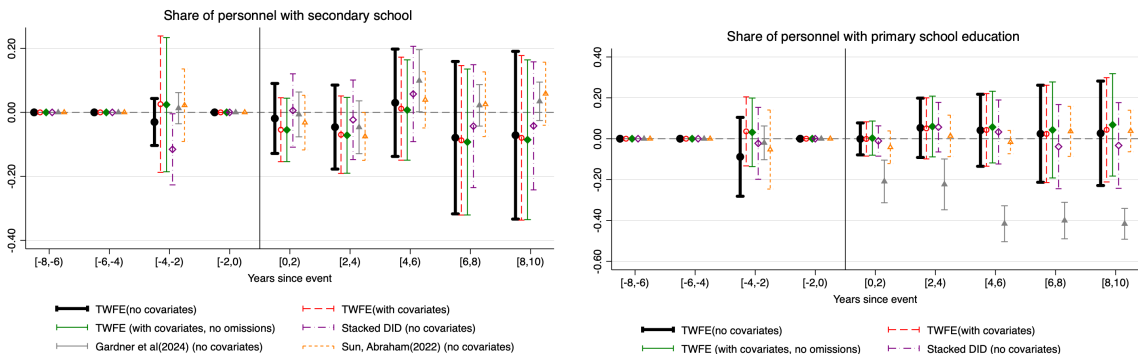 Share of personnel with secondary school
0.20
0.00
-0.20
-0.40
[-8,-6) [-6,-4) [-4,-2) [-2,0) [0,2) [2,4) [4,6) [6,8) [8,10)
Years since event
TWFE(no covariates) TWFE(with covariates)
TWFE (with covariates, no omissions) Stacked DID (no covariates)
Gardner et al(2024) (no covariates) Sun, Abraham(2022) (no covariates)
Share of personnel with primary school education
0.40
0.20
0.00
-0.20
-0.40
-0.60
[-8,-6) [-6,-4) [-4,-2) [-2,0) [0,2) [2,4) [4,6) [6,8) [8,10)
Years since event
TWFE(no covariates) TWFE(with covariates)
TWFE (with covariates, no omissions) Stacked DID (no covariates)